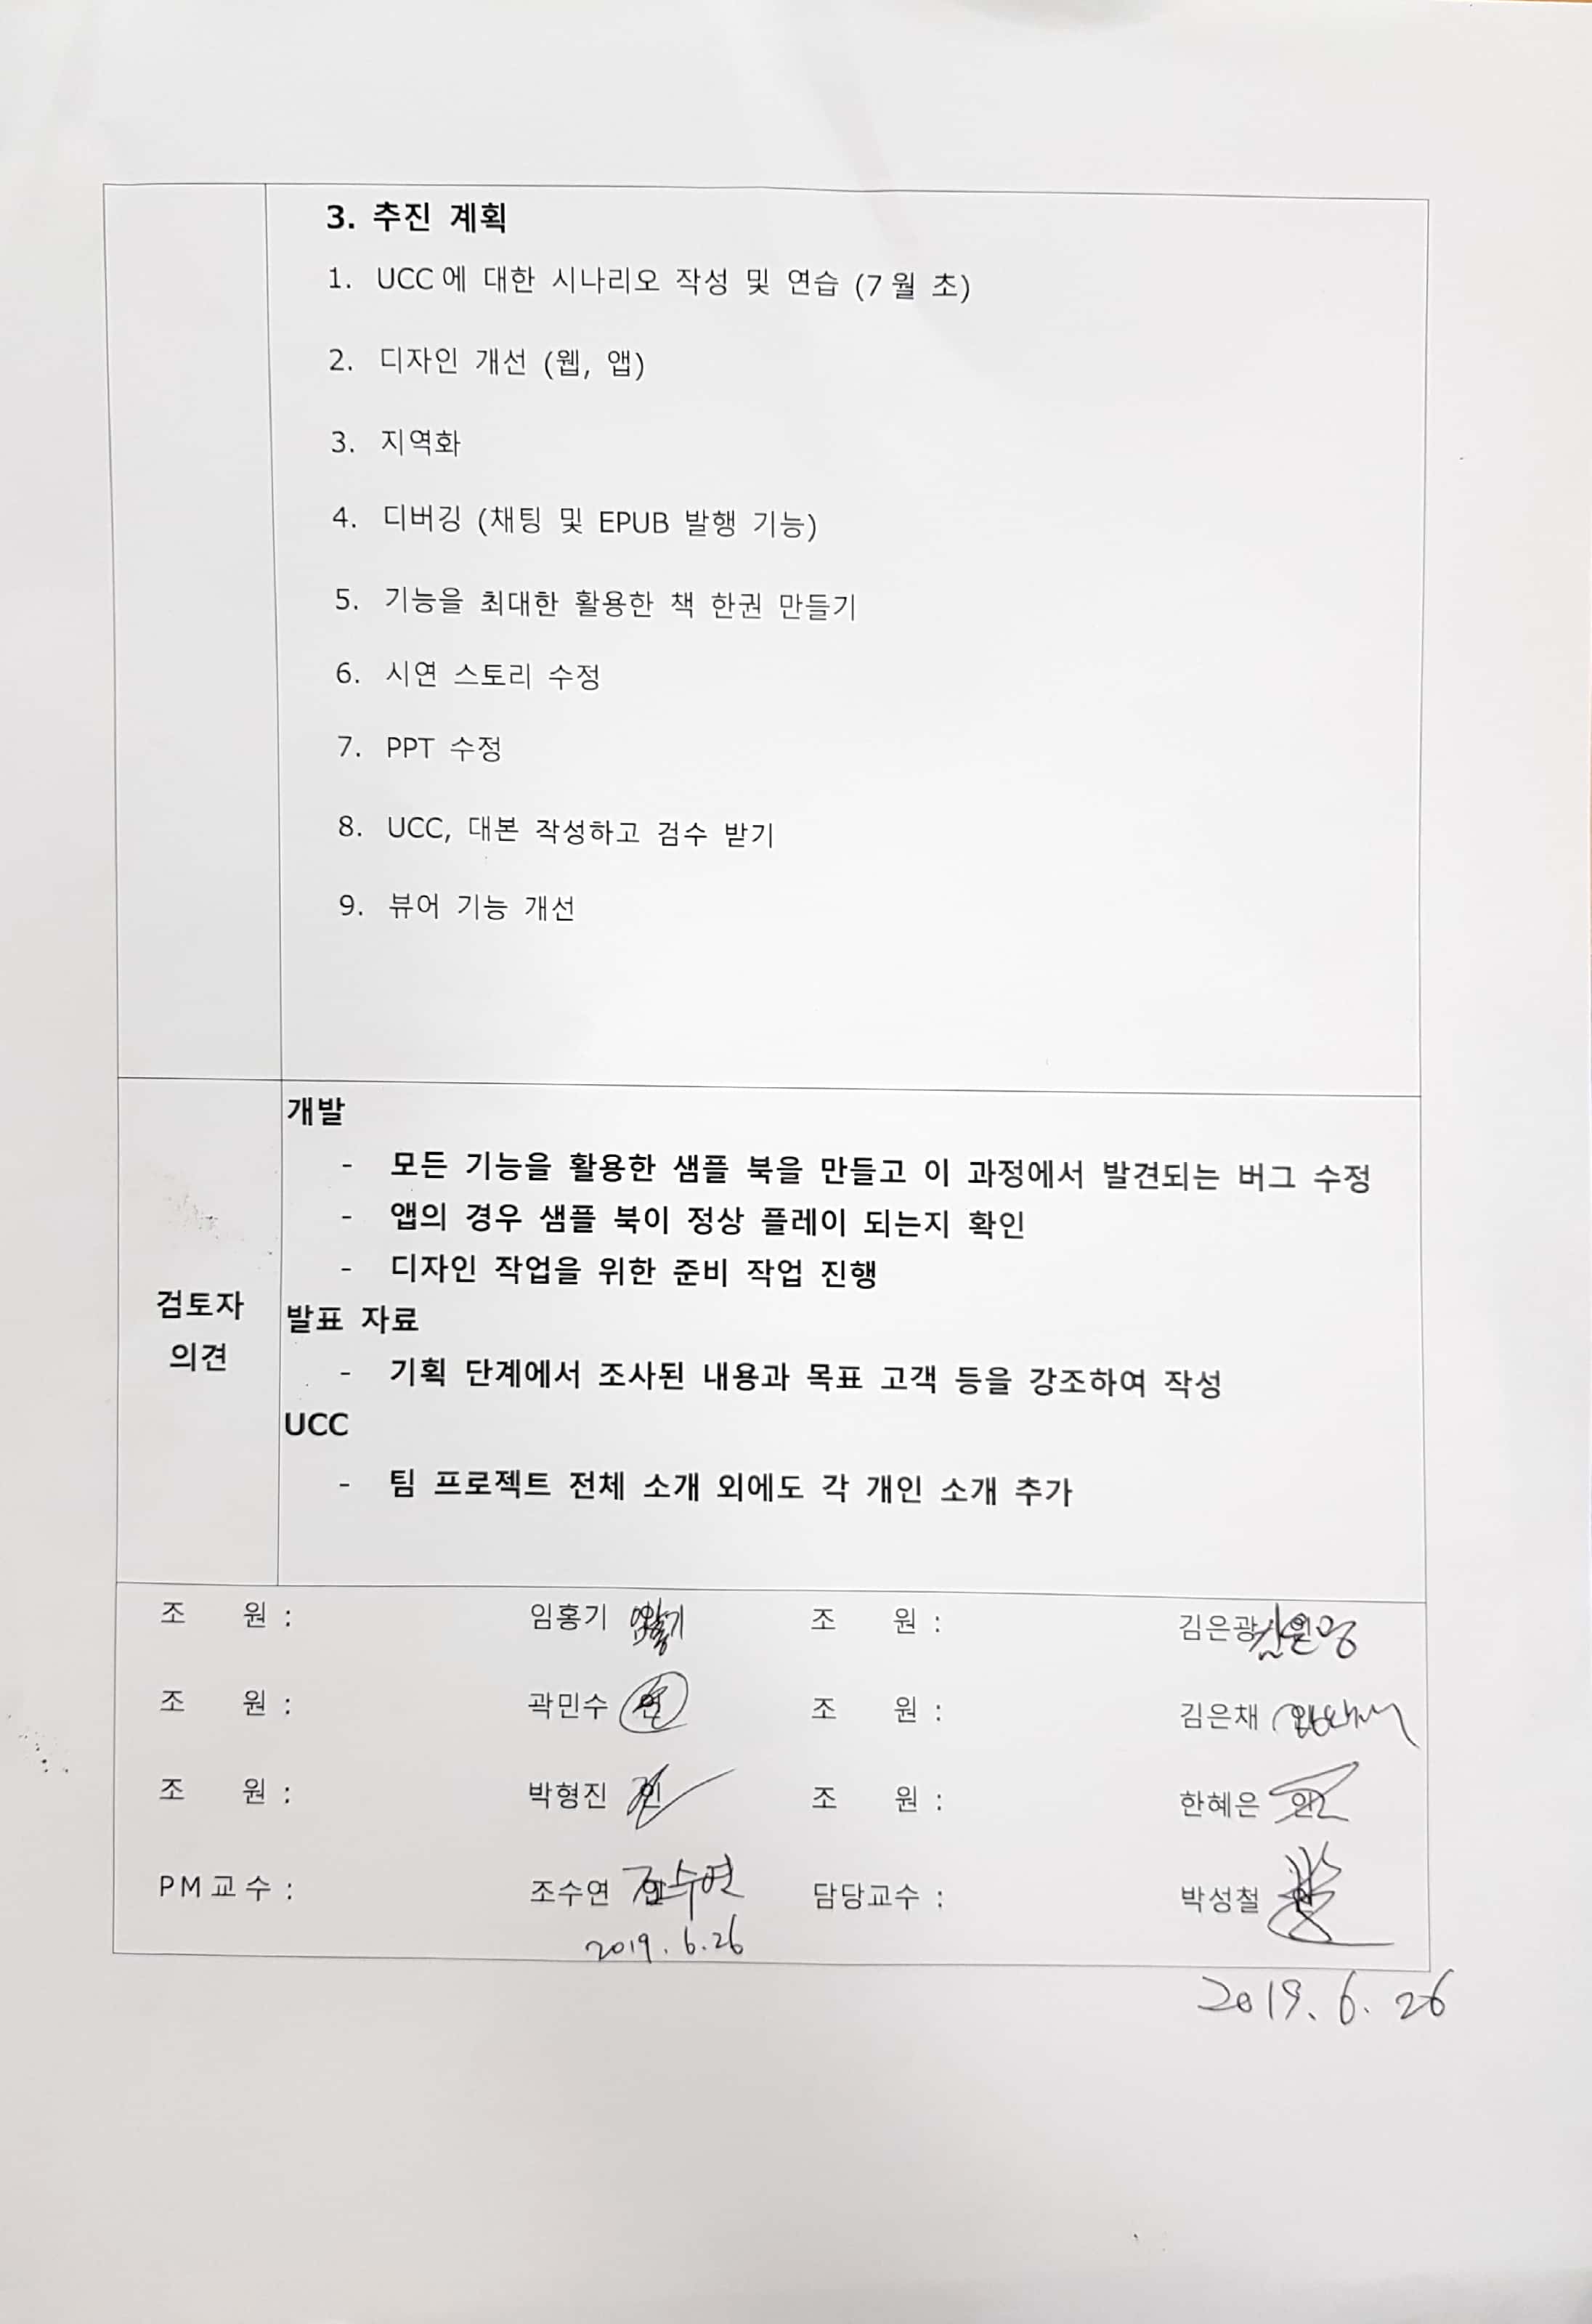 3. 추진 계획
1. UCC에 대한 시나리오 작성 및 연습 (7월 초)
2. 디자인 개선 (웹, 앱)
3. 지역화
4. 디버깅 (채팅 및 EPUB 발행 기능)
5. 기능을 최대한 활용한 책 한권 만들기
6. 시연 스토리 수정
7. PPT 수정
8. UCC, 대본 작성하고 검수 받기
9. 뷰어 기능 개선
검토자
의견
개발
- 모든 기능을 활용한 샘플 북을 만들고 이 과정에서 발견되는 버그 수정
- 앱의 경우 샘플 북이 정상 플레이 되는지 확인
- 디자인 작업을 위한 준비 작업 진행
발표 자료
- 기획 단계에서 조사된 내용과 목표 고객 등을 강조하여 작성
UCC
- 팀 프로젝트 전체 소개 외에도 각 개인 소개 추가
조 원 : 임홍기 조 원 : 김은광
조 원 : 곽민수 조 원 : 김은채
조 원 : 박형진 인 조 원 : 한혜은 인
PM교수 : 조수연 조수연 담당교수 : 박성철
2019. 6. 26
2019. 6. 26